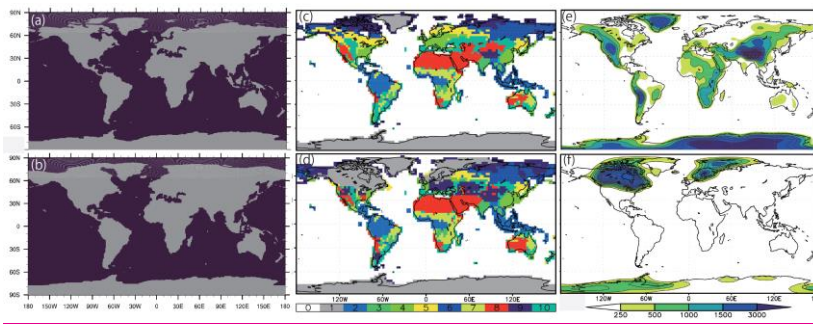 (a)
90N
60N
30N
0
30S
60S
(b)
90N
60N
30N
0
30S
60S
90S
180 150W 120W 90W 60W 30W 0 30E 60E 90E 120E 150E 180
(c)
(d)
120W 60W 0 60E 120E
0 1 2 3 4 5 6 7 8 9 10
(e)
(f)
120W 60W 0 60E 120E
250 500 1000 1500 3000